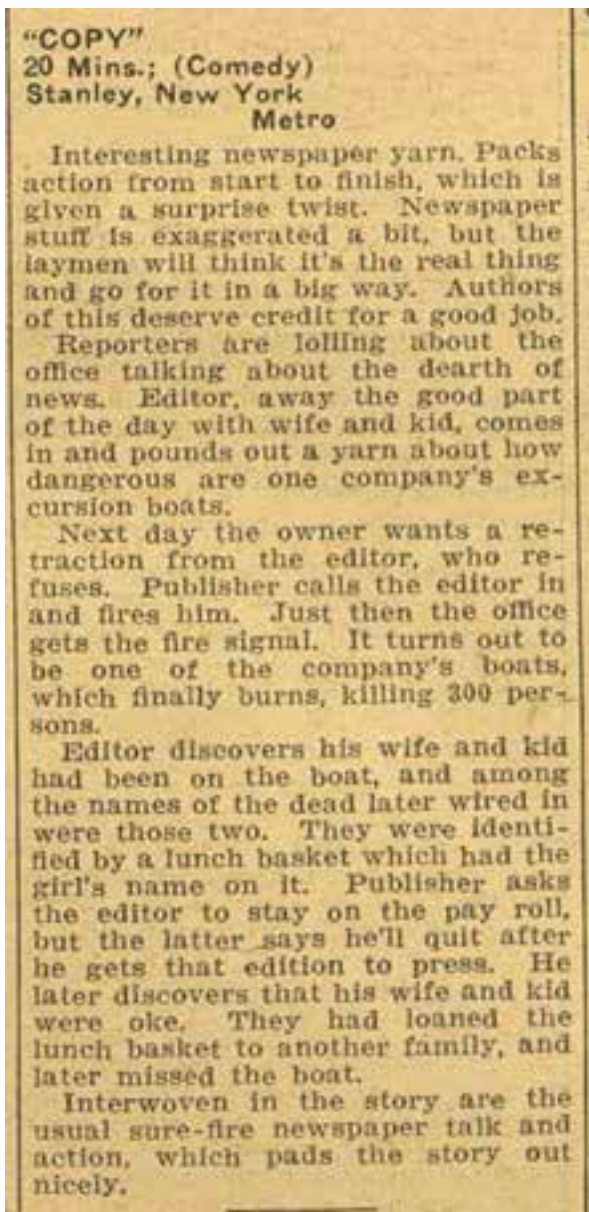 "COPY"
20 Mins.; (Comedy)
Stanley, New York
Metro
Interesting newspaper yarn. Packs
action from start to finish, which is
given a surprise twist. Newspaper
stuff is exaggerated a bit, but the
laymen will think it's the real thing
and go for it in a big way. Authors
of this deserve credit for a good job.
Reporters are lolling about the
office talking about the dearth of
news. Editor, away the good part
of the day with wife and kid, comes
in and pounds out a yarn about how
dangerous are one company's ex-
cursion boats.
Next day the owner wants a re-
traction from the editor, who re-
fuses. Publisher calls the editor in
and fires him. Just then the office
gets the fire signal. It turns out to
be one of the company's boats,
which finally burns, killing 300 per-
sons.
Editor discovers his wife and kid
had been on the boat, and among
the names of the dead later wired in
were those two. They were identi-
fied by a lunch basket which had the
girl's name on it. Publisher asks
the editor to stay on the pay roll,
but the latter says he'll quit after
he gets that edition to press. He
later discovers that his wife and kid
were oke. They had loaned the
lunch basket to another family, and
later missed the boat.
Interwoven in the story are the
usual sure-fire newspaper talk and
action, which pads the story out
nicely.